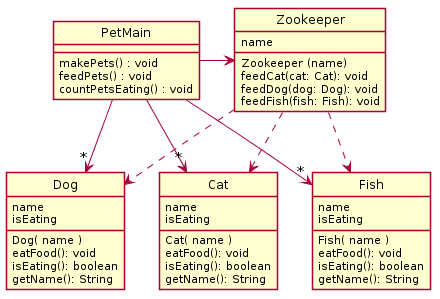 PetMain
makePets() : void
feedPets() : void
countPetsEating() : void
Zookeeper
name
Zookeeper (name)
feedCat(cat: Cat): void
feedDog(dog: Dog): void
feedFish(fish: Fish): void
*
*
*
Dog
name
isEating
Dog( name )
eatFood(): void
isEating(): boolean
getName(): String
Cat
name
isEating
Cat( name )
eatFood(): void
isEating(): boolean
getName(): String
Fish
name
isEating
Fish( name )
eatFood(): void
isEating(): boolean
getName(): String